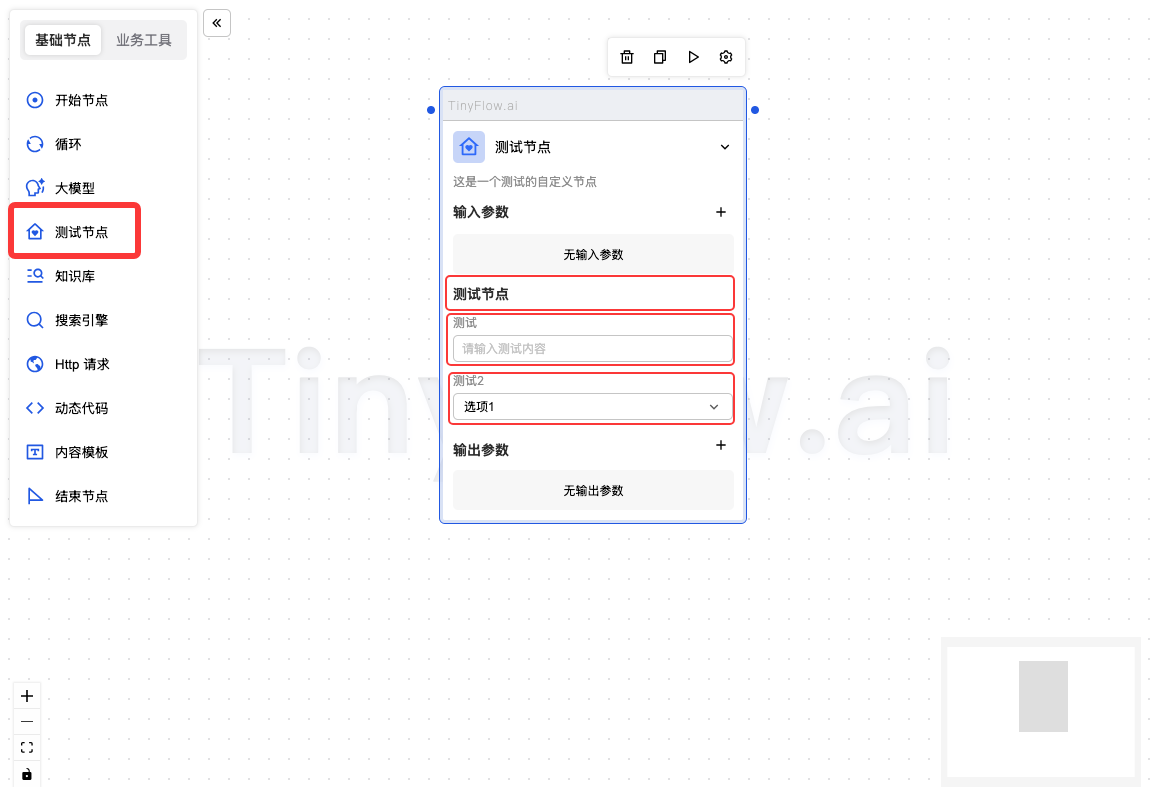 基础节点
业务工具
开始节点
循环
大模型
测试节点
知识库
搜索引擎
Http 请求
动态代码
内容模板
结束节点
TinyFlow.ai
测试节点
这是一个测试的自定义节点
输入参数
无输入参数
测试节点
测试
请输入测试内容
测试2
选项1
输出参数
无输出参数